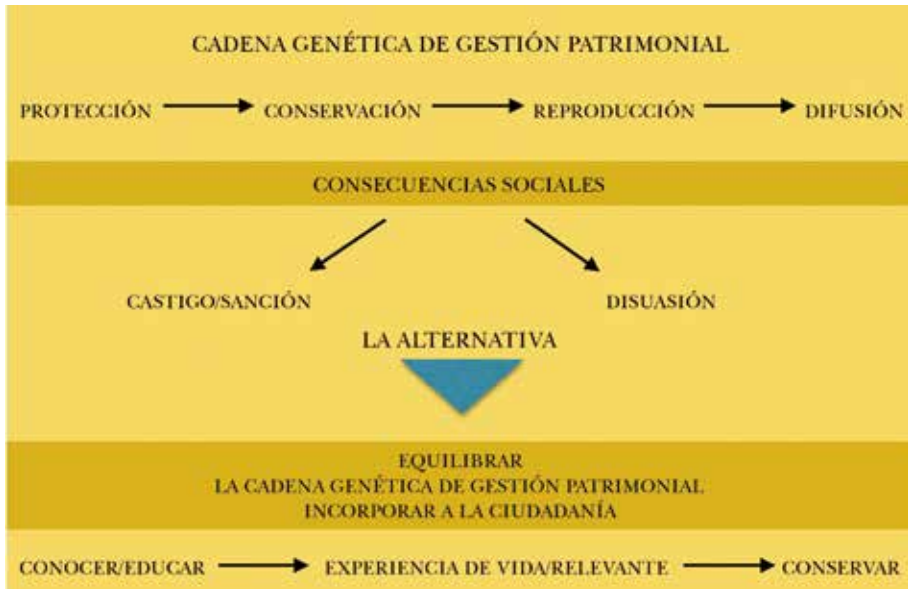 CADENA GENÉTICA DE GESTIÓN PATRIMONIAL
PROTECCIÓN CONSERVACIÓN REPRODUCCIÓN DIFUSIÓN
CONSECUENCIAS SOCIALES
CASTIGO/SANCIÓN DISUASIÓN
LA ALTERNATIVA
EQUILIBRAR
LA CADENA GENÉTICA DE GESTIÓN PATRIMONIAL
INCORPORAR A LA CIUDADANÍA
CONOCER/EDUCAR EXPERIENCIA DE VIDA/RELEVANTE CONSERVAR